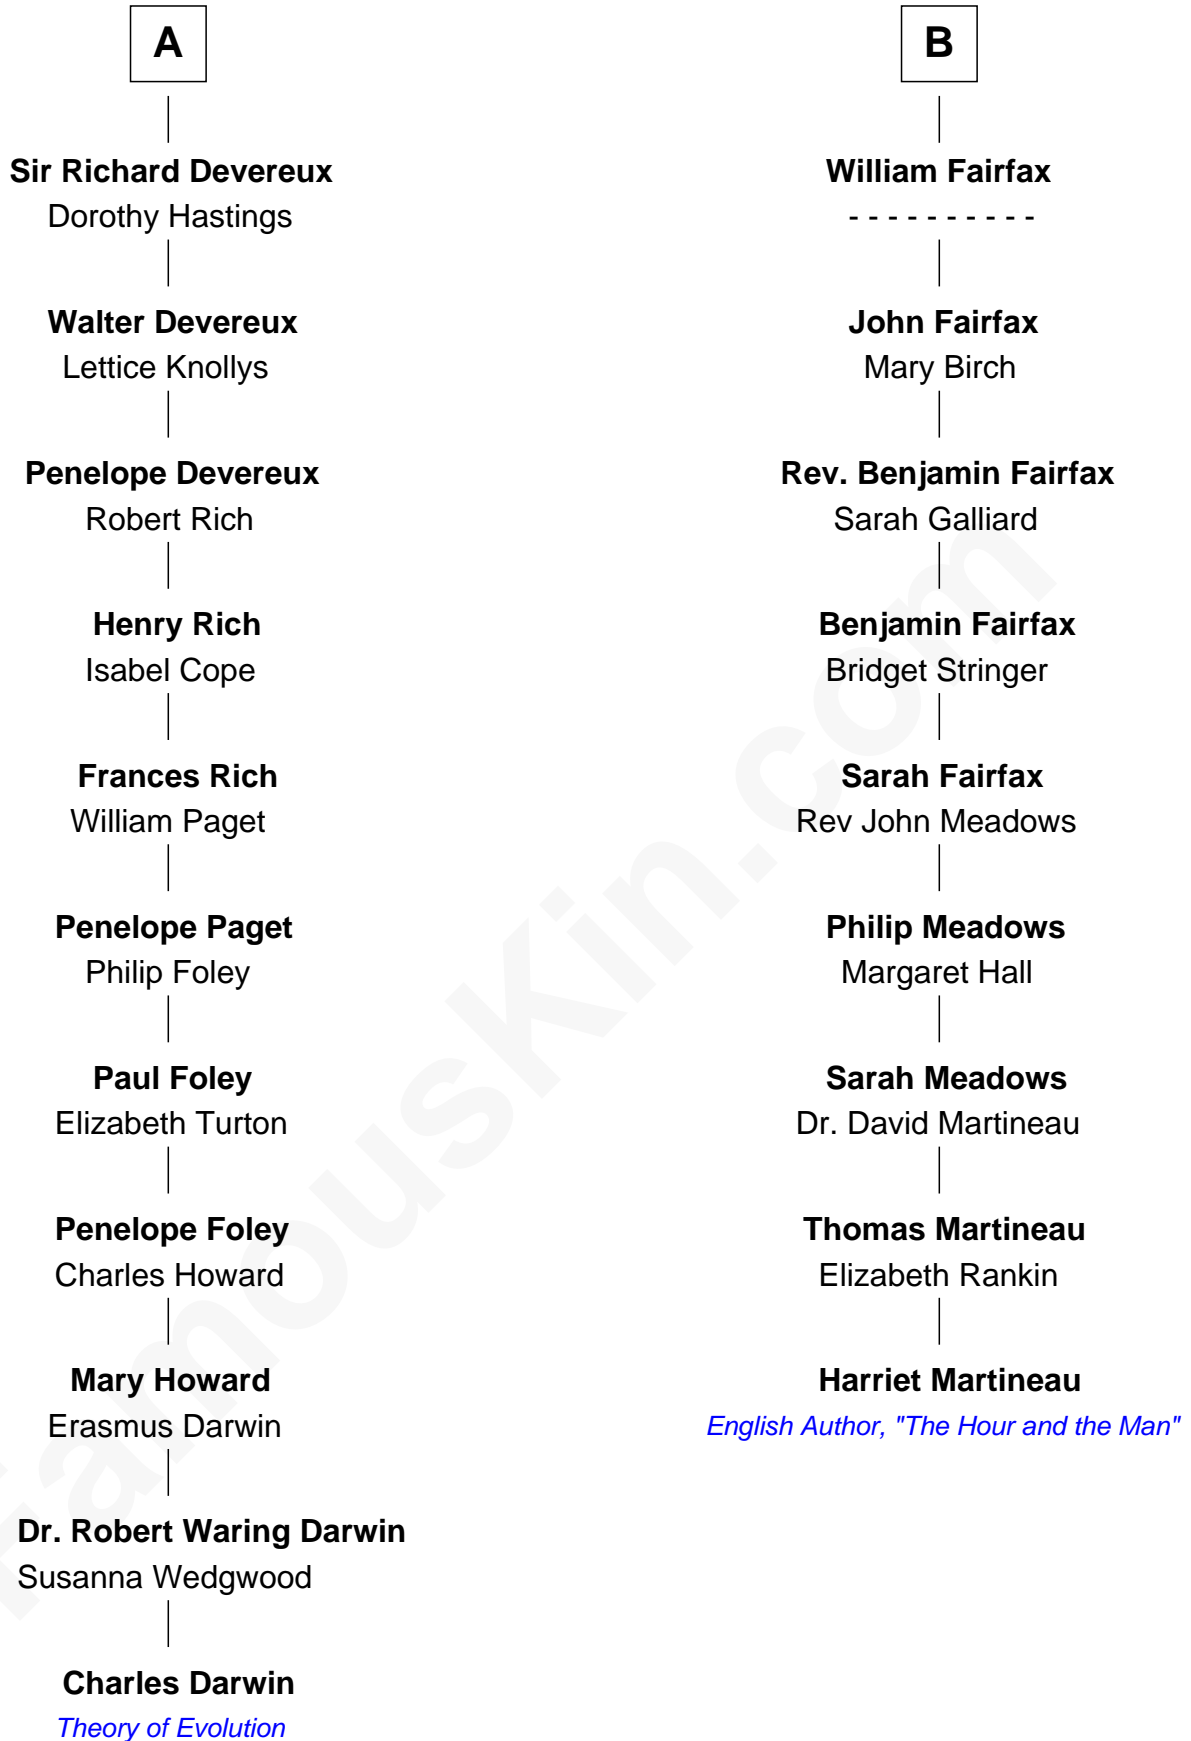 A
Sir Richard Devereux
Dorothy Hastings
Walter Devereux
Lettice Knollys
Penelope Devereux
Robert Rich
Henry Rich
Isabel Cope
Frances Rich
William Paget
Penelope Paget
Philip Foley
Paul Foley
Elizabeth Turton
Penelope Foley
Charles Howard
Mary Howard
Erasmus Darwin
Dr. Robert Waring Darwin
Susanna Wedgwood
Charles Darwin
Theory of Evolution
B
William Fairfax
- - - - - - - - - -
John Fairfax
Mary Birch
Rev. Benjamin Fairfax
Sarah Galliard
Benjamin Fairfax
Bridget Stringer
Sarah Fairfax
Rev John Meadows
Philip Meadows
Margaret Hall
Sarah Meadows
Dr. David Martineau
Thomas Martineau
Elizabeth Rankin
Harriet Martineau
English Author, "The Hour and the Man"
FamousKin.com